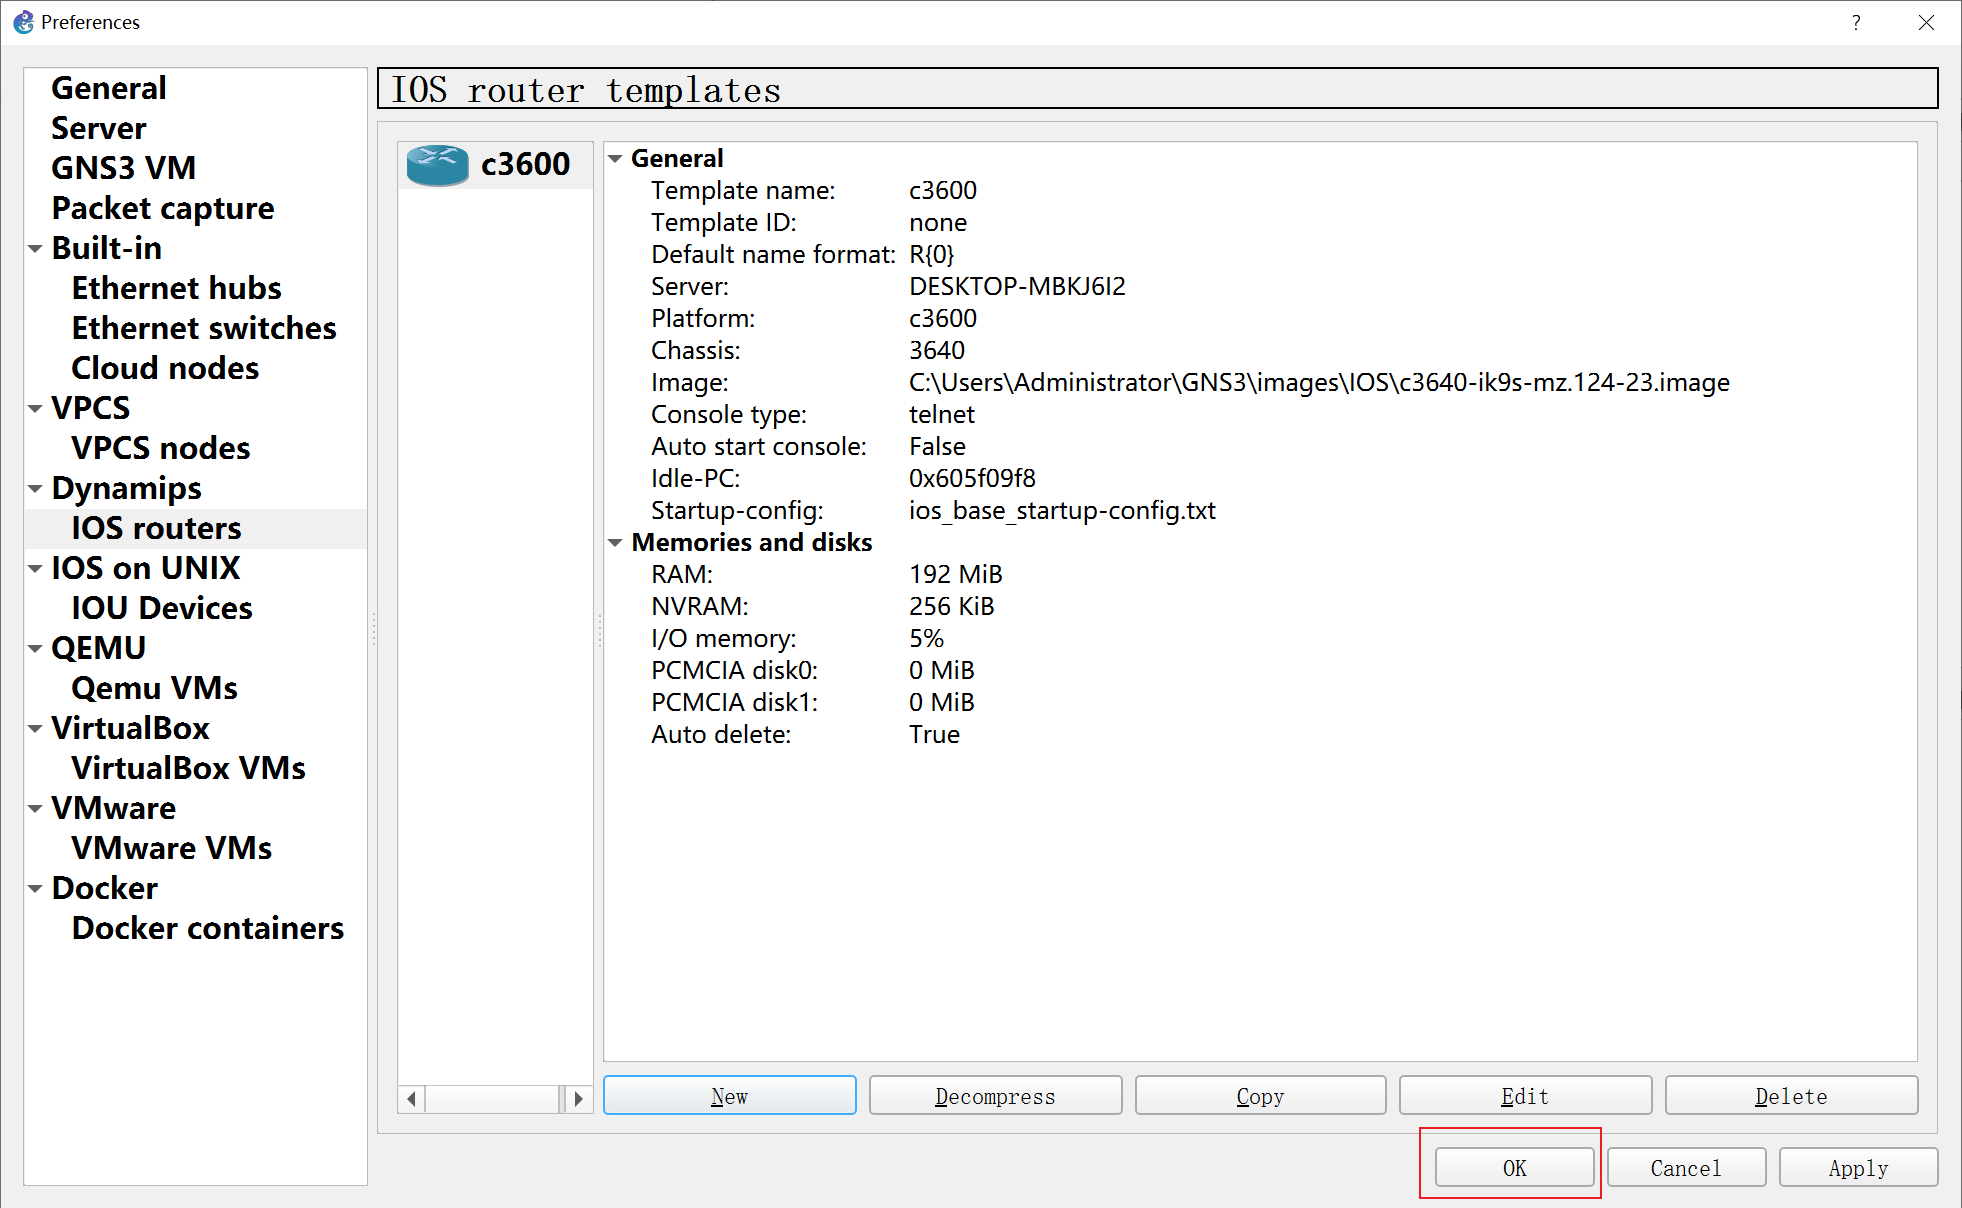 Preferences
?
General
Server
GNS3 VM
Packet capture
Built-in
Ethernet hubs
Ethernet switches
Cloud nodes
VPCS
VPCS nodes
Dynamips
IOS routers
IOS on UNIX
IOU Devices
QEMU
Qemu VMs
VirtualBox
VirtualBox VMs
VMware
VMware VMs
Docker
Docker containers
IOS router templates
c3600
General
Template name: c3600
Template ID: none
Default name format: R{0}
Server: DESKTOP-MBKJ6I2
Platform: c3600
Chassis: 3640
Image: C:\Users\Administrator\GNS3\images\IOS\c3640-ik9s-mz.124-23.image
Console type: telnet
Auto start console: False
Idle-PC: 0x605f09f8
Startup-config: ios_base_startup-config.txt
Memories and disks
RAM: 192 MiB
NVRAM: 256 KiB
I/O memory: 5%
PCMCIA disk0: 0 MiB
PCMCIA disk1: 0 MiB
Auto delete: True
New Decompress Copy Edit Delete
OK Cancel Apply